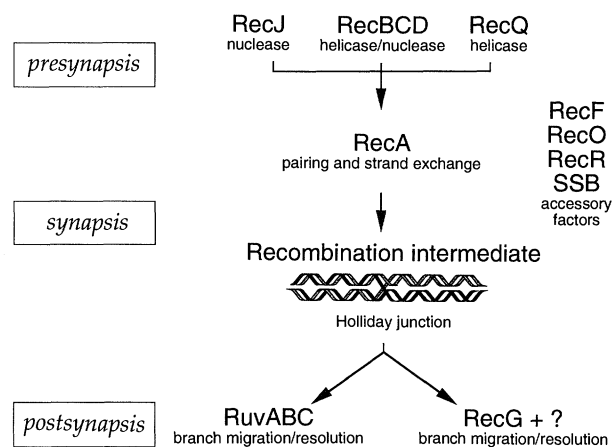 RecJ
nuclease
RecBCD
helicase/nuclease
RecQ
helicase
presynapsis
RecA
pairing and strand exchange
RecF
RecO
RecR
SSB
accessory
factors
synapsis
Recombination intermediate
Holliday junction
postsynapsis
RuvABC
branch migration/resolution
RecG + ?
branch migration/resolution